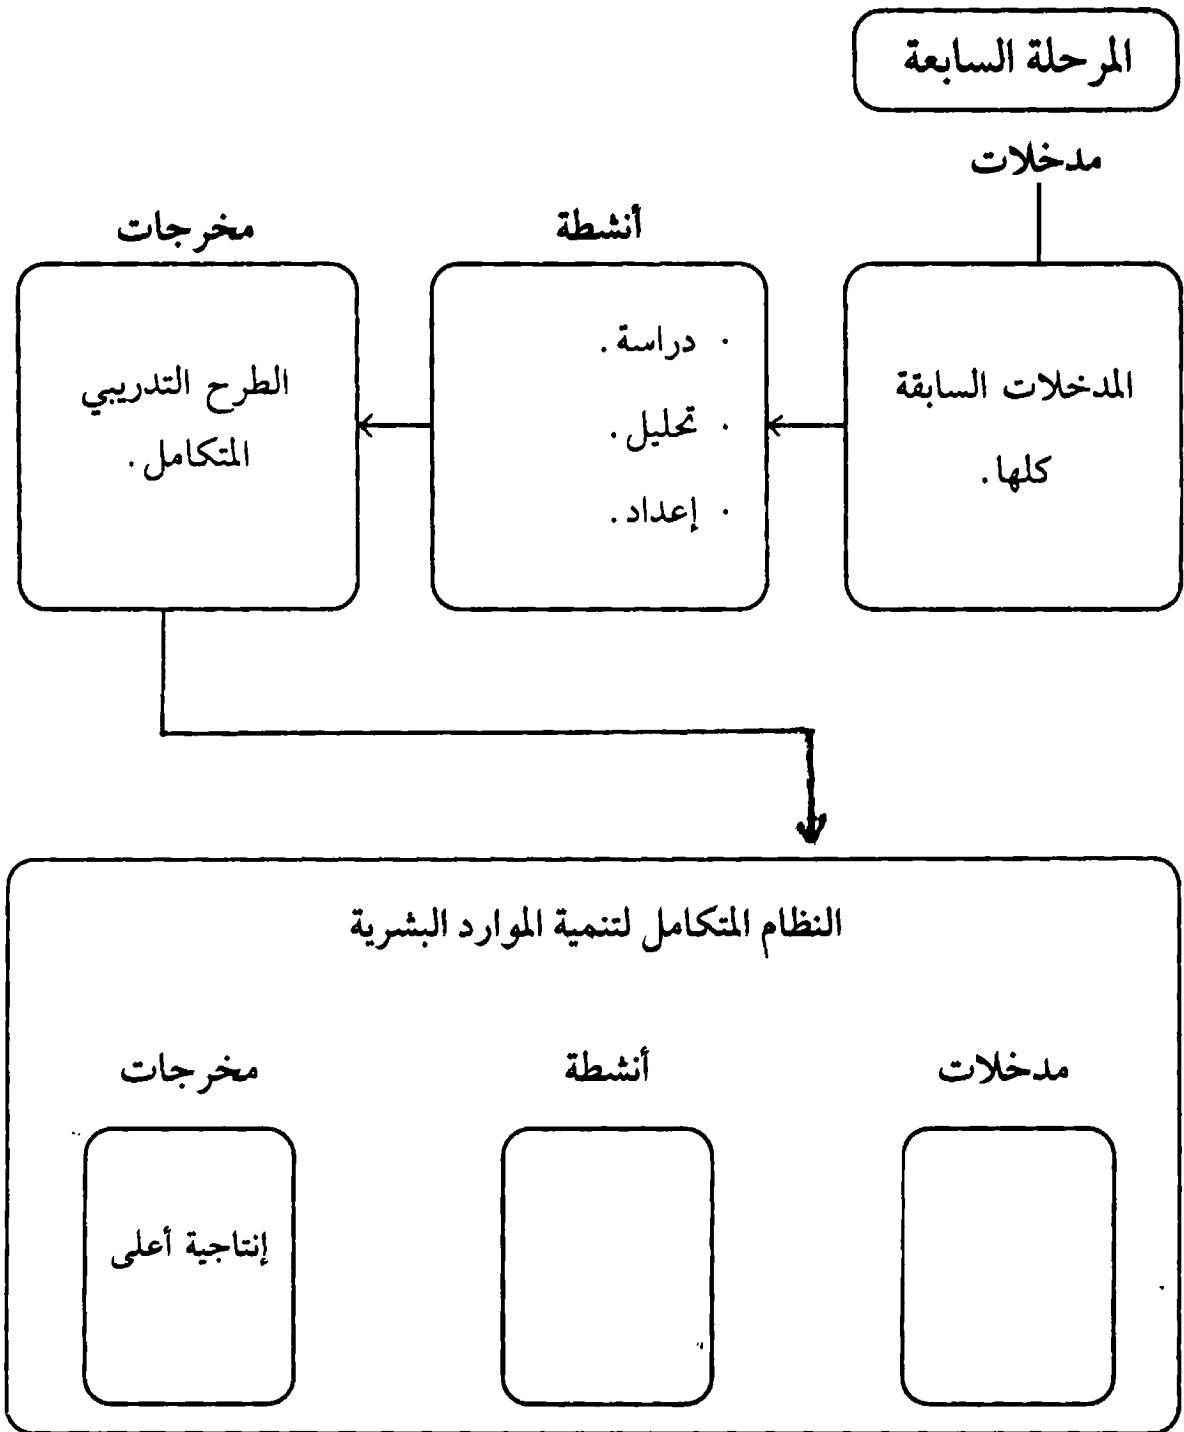 المرحلة السابعة
مدخلات
أنشطة
مخرجات
المدخلات السابقة
كلها.
· دراسة.
· تحليل.
· إعداد.
الطرح التدريبي
المتكامل.
النظام المتكامل لتنمية الموارد البشرية
مدخلات
أنشطة
مخرجات
إنتاجية أعلى